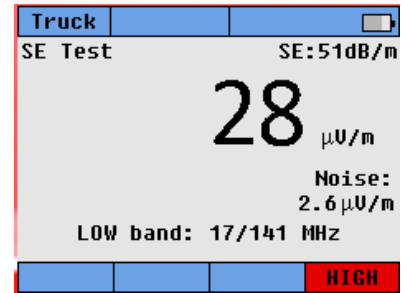 Truck
SE Test SE:51dB/m
28 μV/m
Noise:
2.6μV/m
LOW band: 17/141 MHz
HIGH